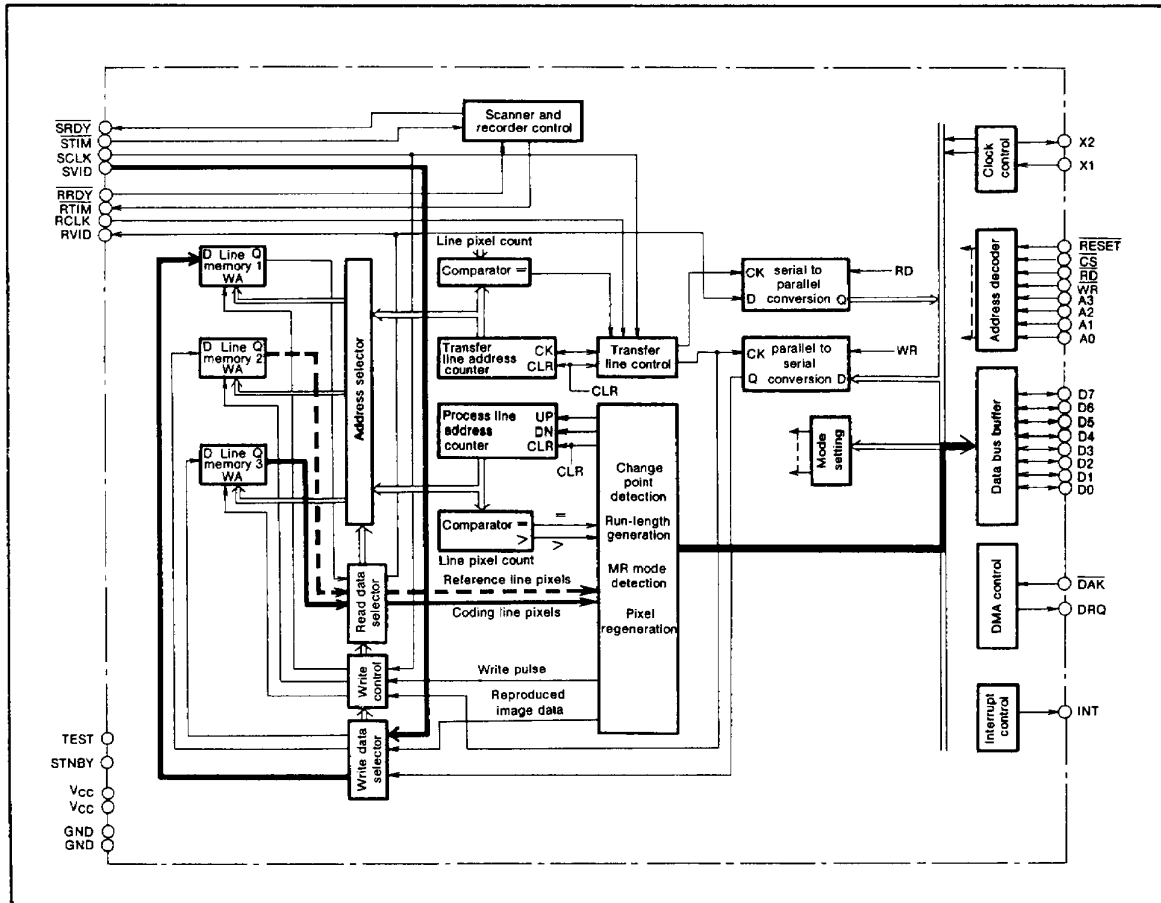 Scanner and
recorder control
SRDY
STIM
SCLK
SVID
RRDY
RTIM
RCLK
RVID
TEST
STNBY
VCC
VCC
GND
GND
D Line Q
memory 1
WA
D Line Q
memory 2
WA
D Line Q
memory 3
WA
Address selector
Read data
selector
Write
control
Write data
selector
Line pixel count
Comparator =
Transfer
line address
counter
CK
CLR
CLR
Process line
address
counter
UP
DN
CLR
CLR
Comparator =
>
=
>
Line pixel count
Reference line pixels
Coding line pixels
Write pulse
Reproduced
image data
Transfer
line control
Change
point
detection
Run-length
generation
MR mode
detection
Pixel
regeneration
CK serial to
parallel
D conversion Q
RD
CK parallel to
serial
Q conversion D
WR
Mode
setting
Clock
control
Address decoder
Data bus buffer
DMA control
Interrupt
control
X2
X1
RESET
CS
RD
WR
A3
A2
A1
A0
D7
D6
D5
D4
D3
D2
D1
D0
DAK
DRQ
INT